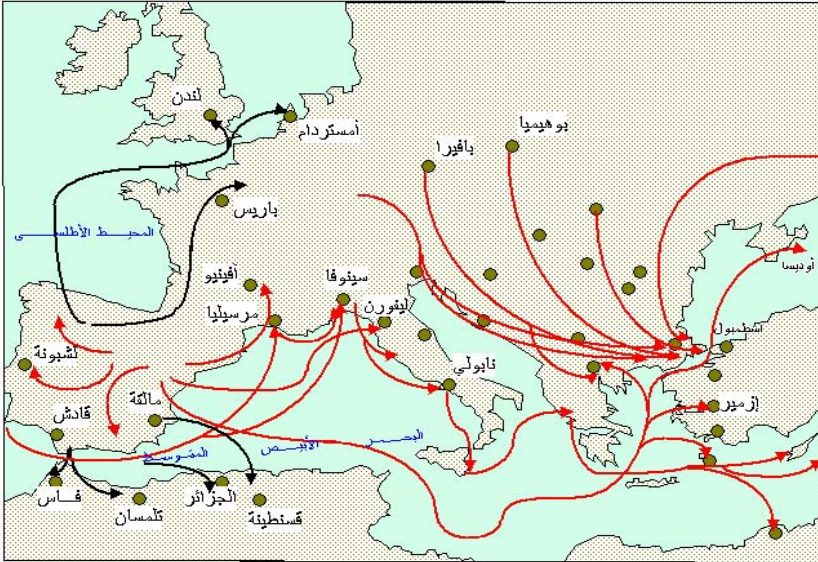 لندن
أمستردام
بوهيميا
بافيرا
باريس
المحيط الأطلسي
أوديسا
أفينيو
سينوفا
مرسيليا
ليفورن
اسطمبول
لشبونة
نابولي
إزمير
مالقة
قادش
البحر
الأبيض
المتوسط
فاس
تلمسان
الجزائر
قسنطينة